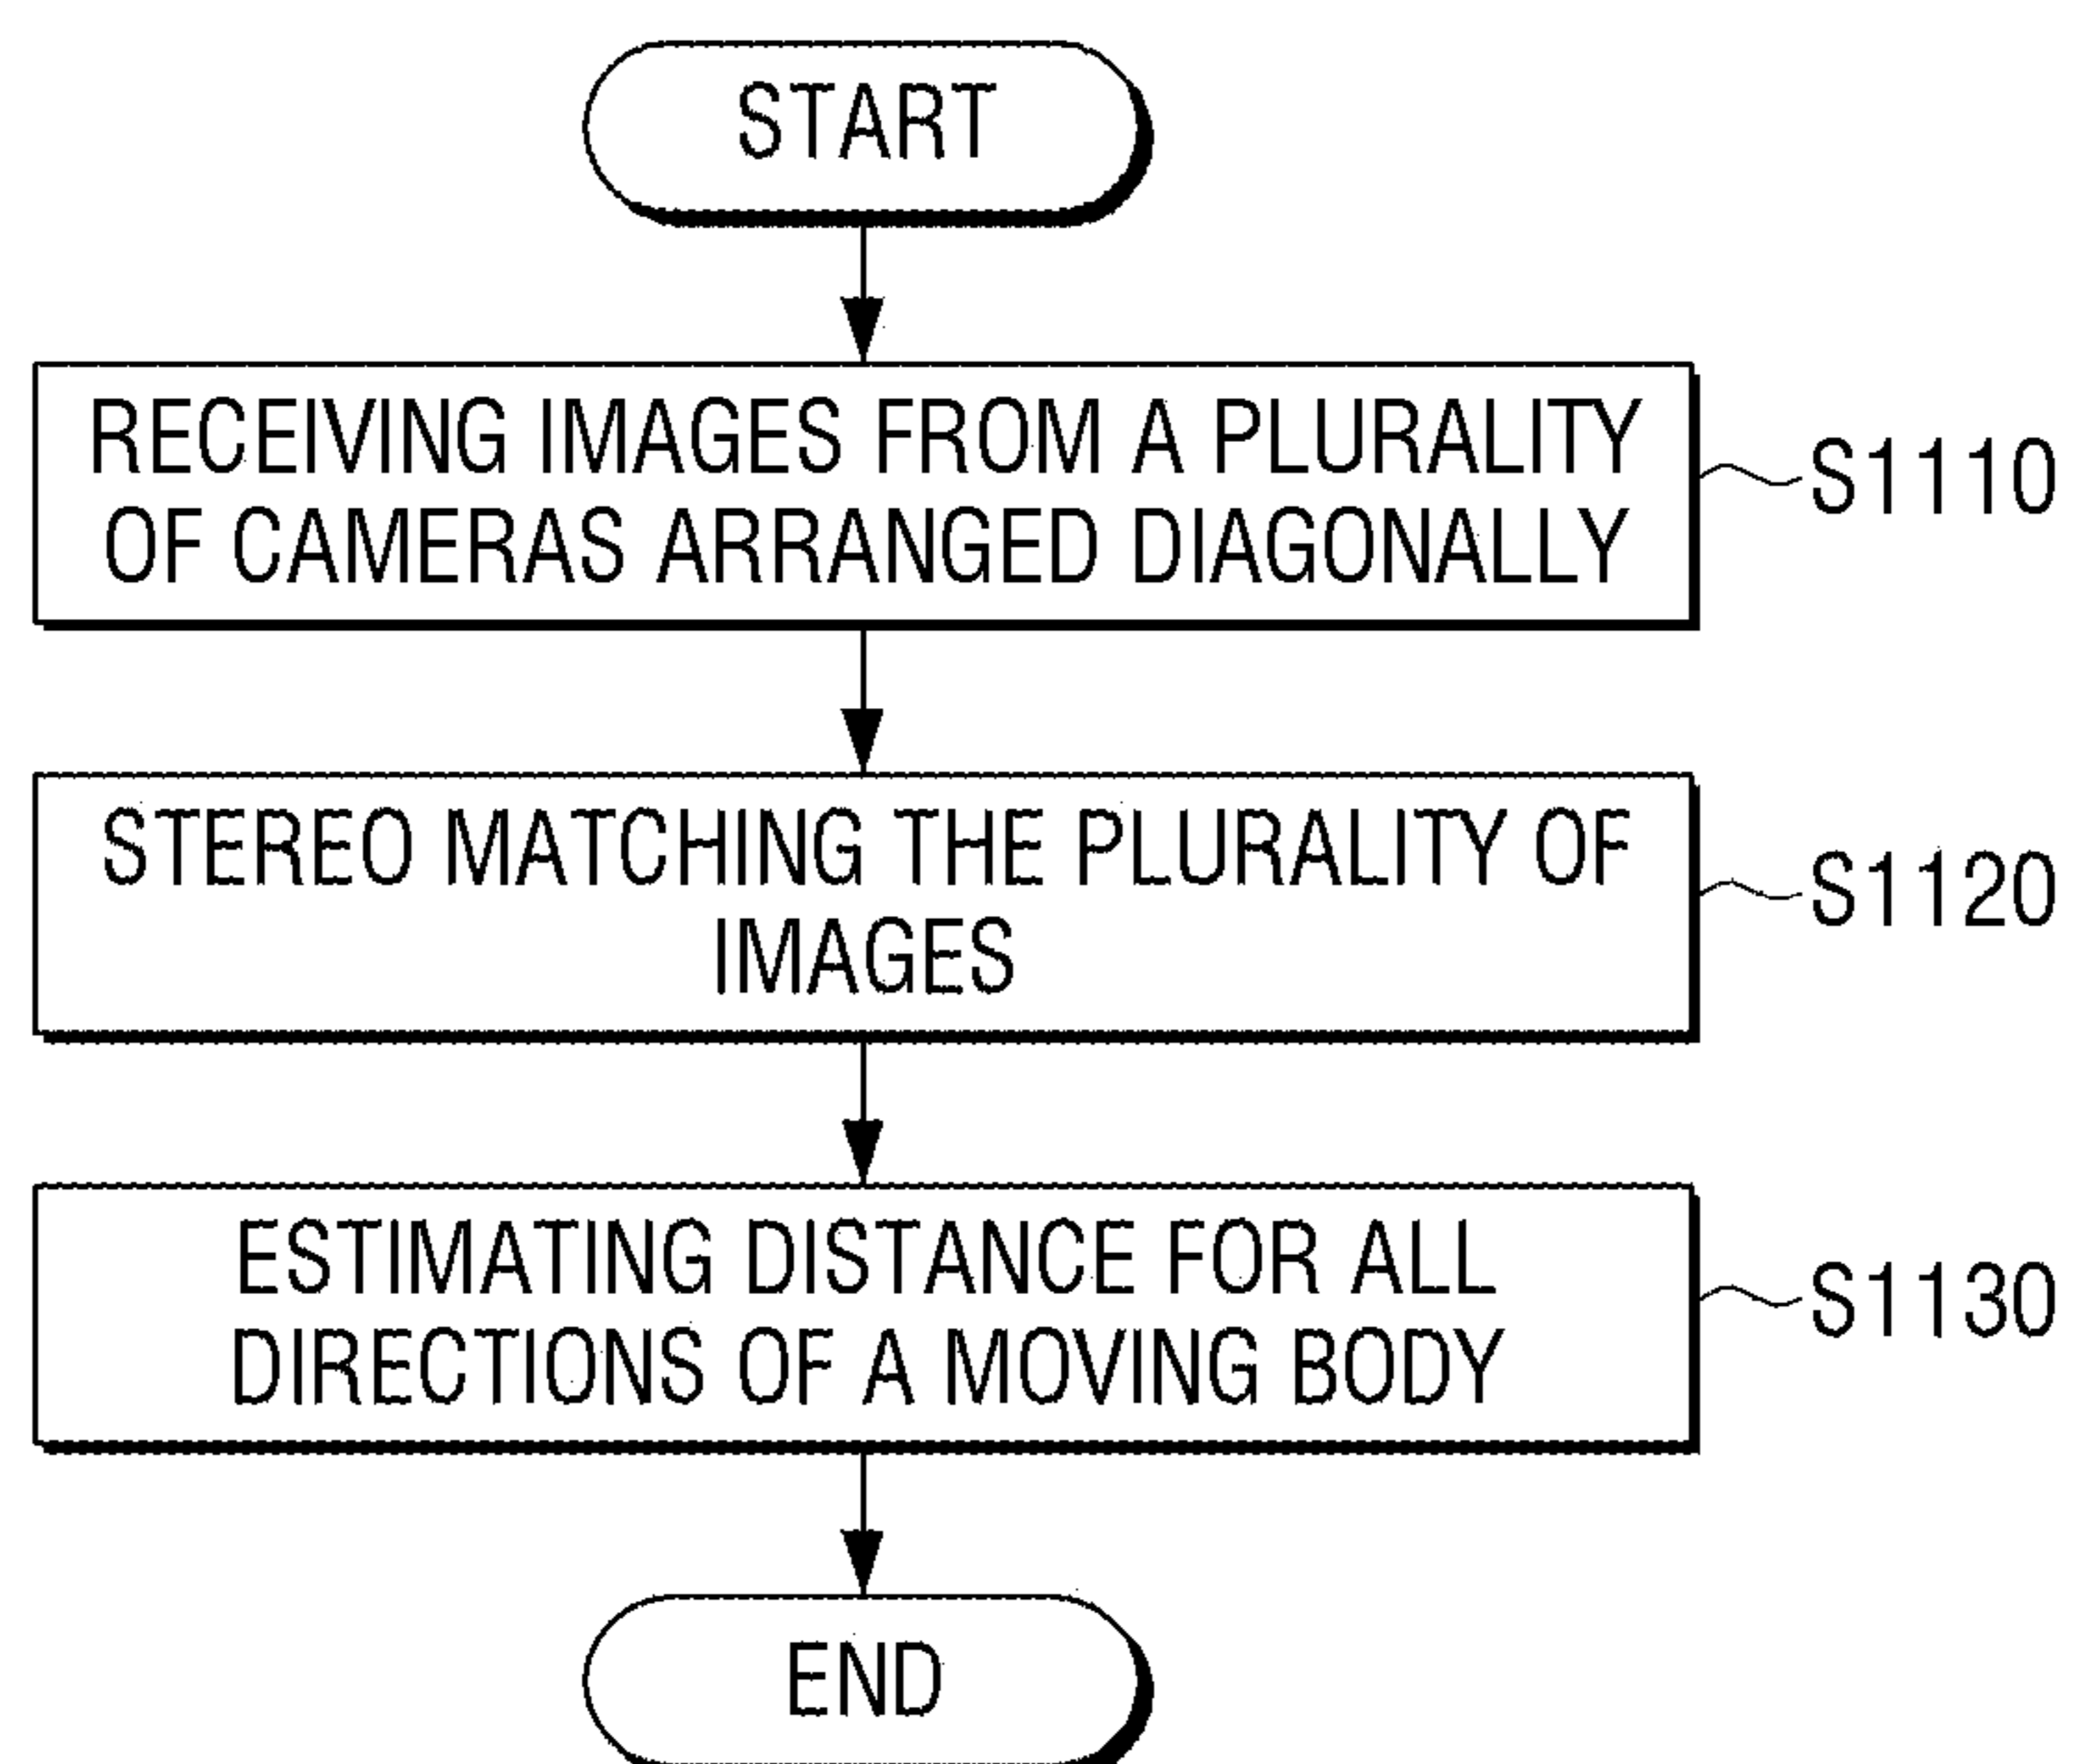 START
RECEIVING IMAGES FROM A PLURALITY
OF CAMERAS ARRANGED DIAGONALLY
S1110
STEREO MATCHING THE PLURALITY OF
IMAGES
S1120
ESTIMATING DISTANCE FOR ALL
DIRECTIONS OF A MOVING BODY
S1130
END